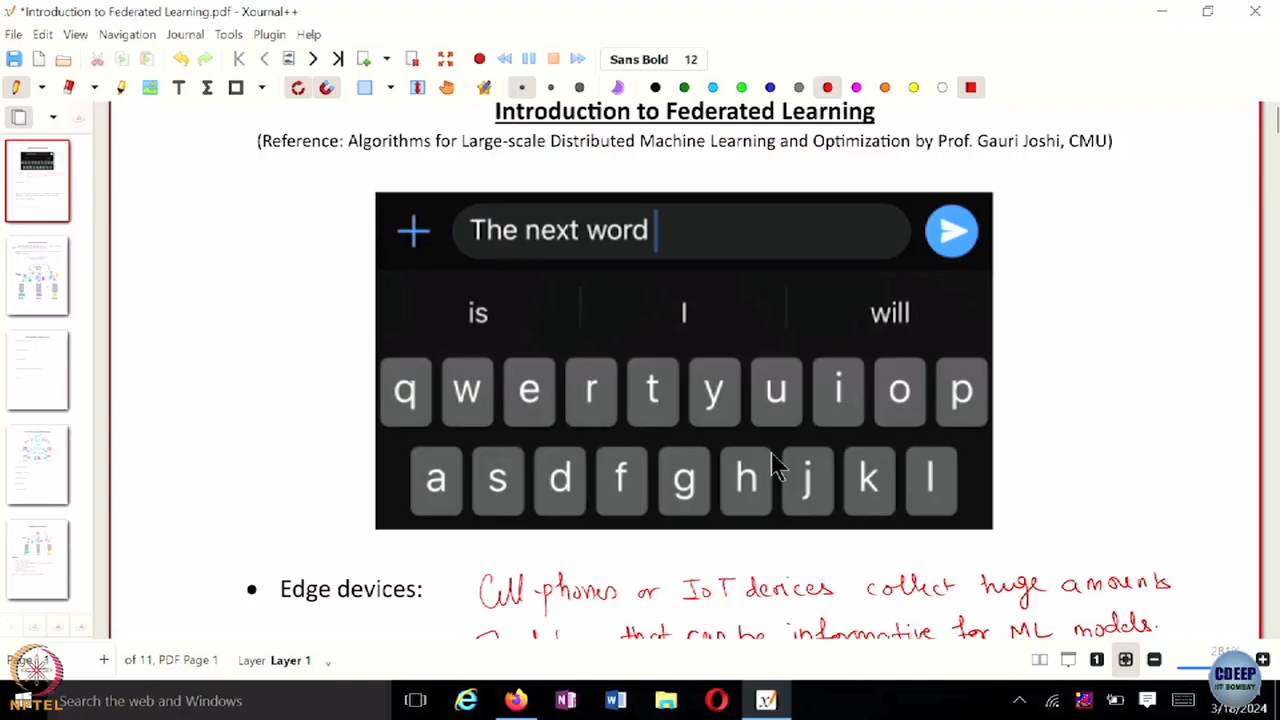 *Introduction to Federated Learning.pdf - Xournal++
File Edit View Navigation Journal Tools Plugin Help
Sans Bold 12
Introduction to Federated Learning
(Reference: Algorithms for Large-scale Distributed Machine Learning and Optimization by Prof. Gauri Joshi, CMU)
The next word
is I will
q w e r t y u i o p
a s d f g h j k l
• Edge devices: Cell-phones or IoT devices collect huge amounts
that can be informative for ML models.
of 11, PDF Page 1 Layer Layer 1
281%
Search the web and Windows
NPTEL
CDEEP
IIT BOMBAY
3/18/2024